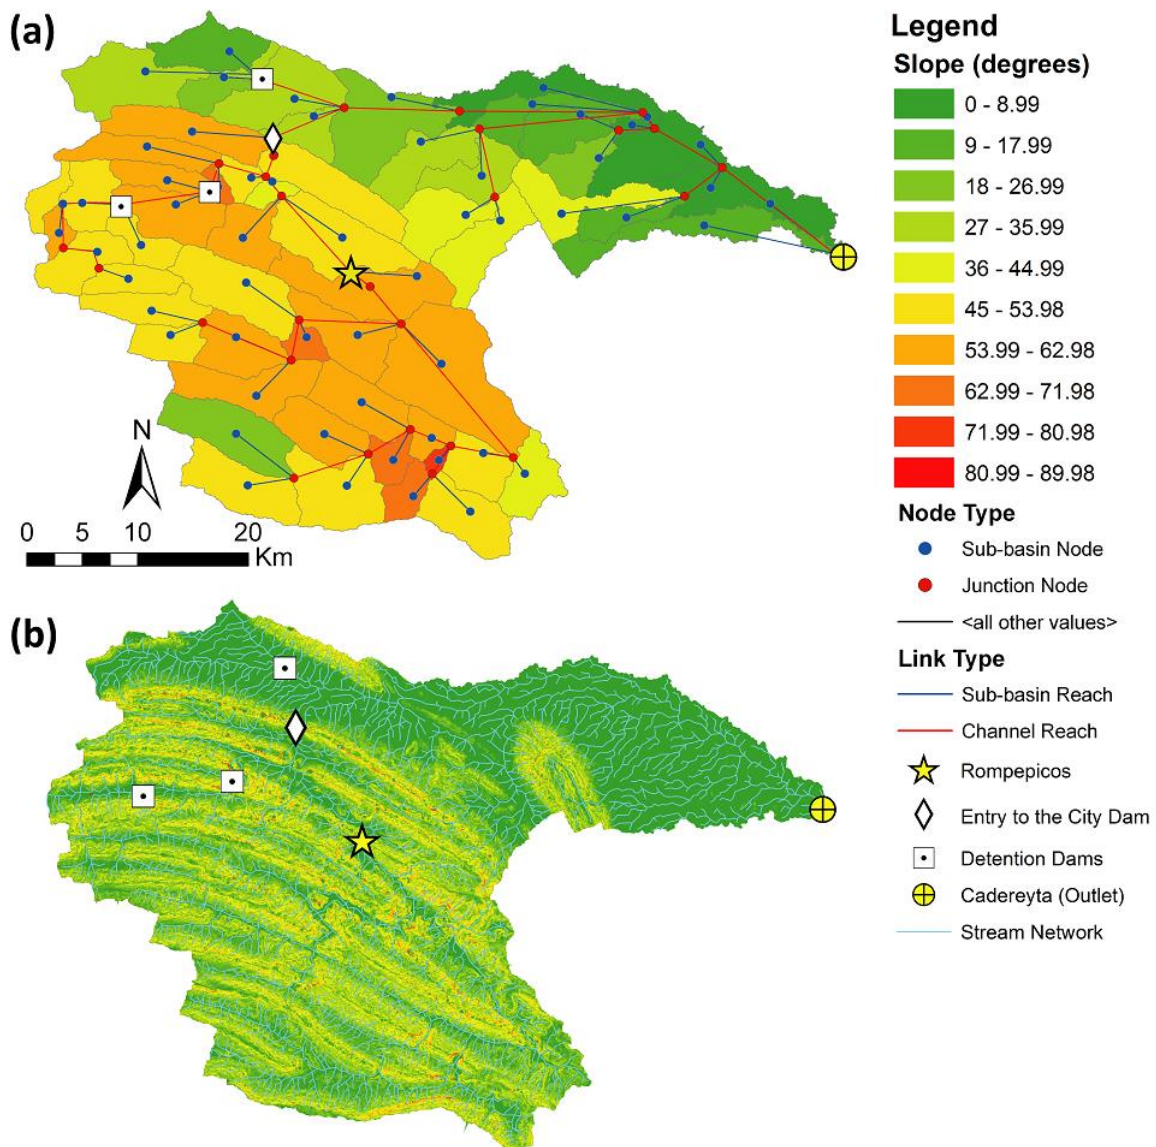 (a)
N
0 5 10 20
Km
(b)
Legend
Slope (degrees)
0 - 8.99
9 - 17.99
18 - 26.99
27 - 35.99
36 - 44.99
45 - 53.98
53.99 - 62.98
62.99 - 71.98
71.99 - 80.98
80.99 - 89.98
Node Type
Sub-basin Node
Junction Node
<all other values>
Link Type
Sub-basin Reach
Channel Reach
Rompepicos
Entry to the City Dam
Detention Dams
Cadereyta (Outlet)
Stream Network